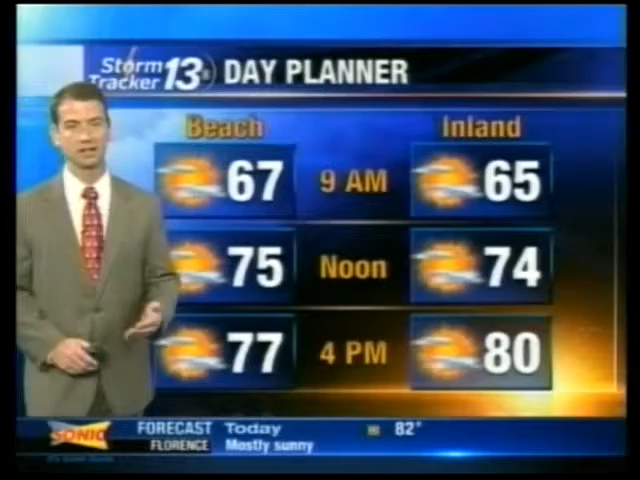 Storm Tracker 13 DAY PLANNER
Beach Inland
67 9 AM 65
75 Noon 74
77 4 PM 80
SONIC FORECAST Today 82°
FLORENCE Mostly sunny